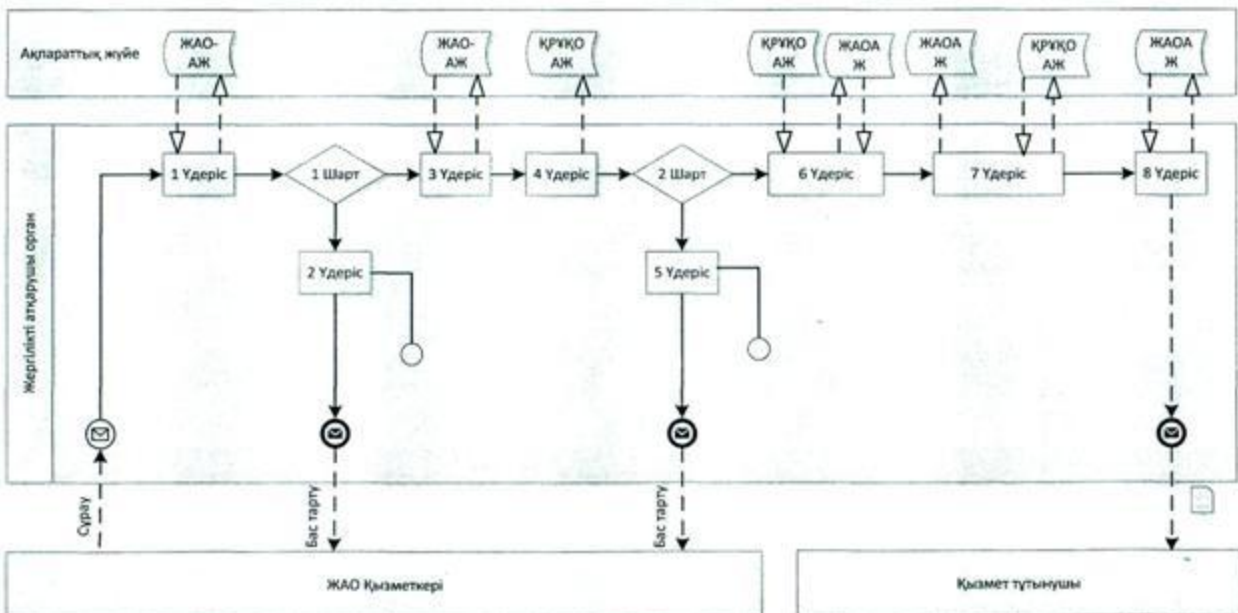 Ақпараттық жүйе
ЖАО-
АЖ
ЖАО-
АЖ
ҚРҰҚО
АЖ
ҚРҰҚО
АЖ
ЖАОА
Ж
ЖАОА
Ж
ҚРҰҚО
АЖ
ЖАОА
Ж
Жергілікті атқарушы орган
1 Үдеріс
1 Шарт
3 Үдеріс
4 Үдеріс
2 Шарт
6 Үдеріс
7 Үдеріс
8 Үдеріс
2 Үдеріс
5 Үдеріс
Сұрау
Бас тарту
Бас тарту
ЖАО Қызметкері
Қызмет тұтынушы